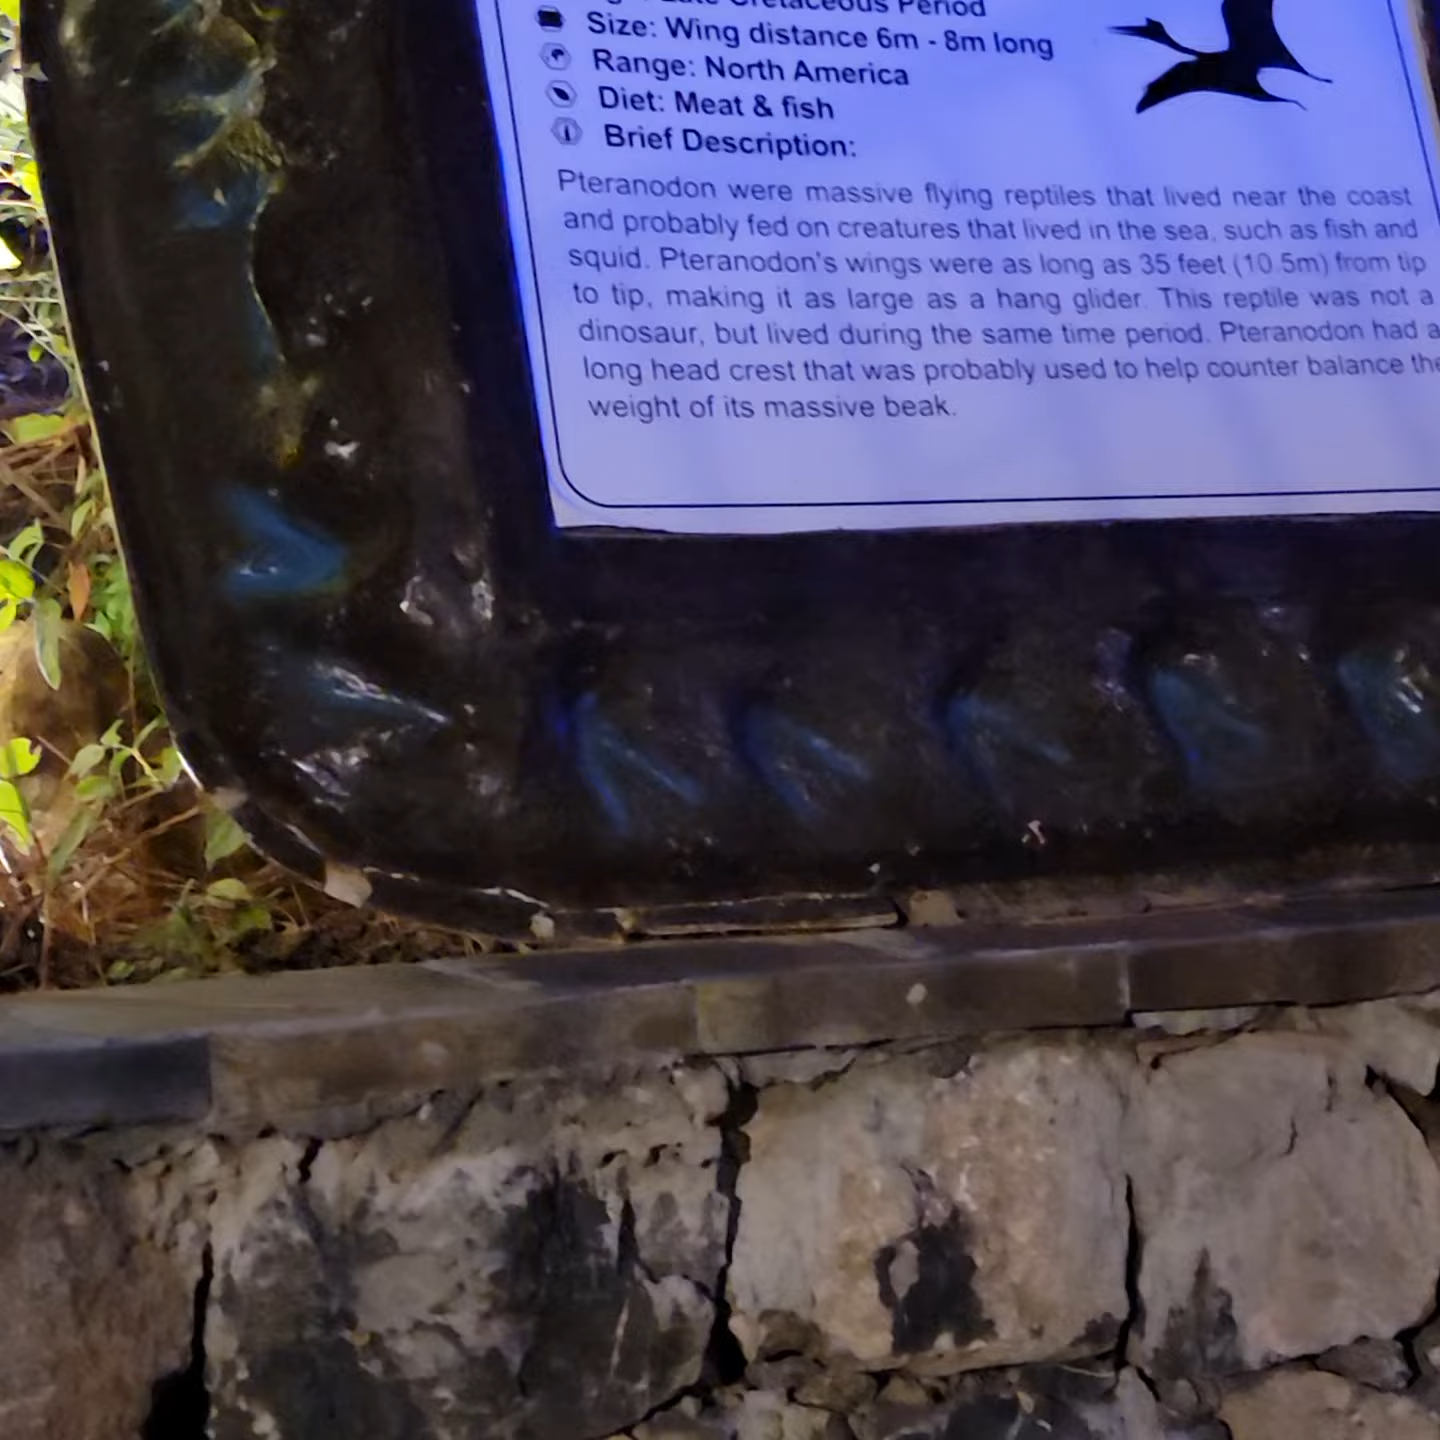 Late Cretaceous Period
Size: Wing distance 6m - 8m long
Range: North America
Diet: Meat & fish
Brief Description:
Pteranodon were massive flying reptiles that lived near the coast
and probably fed on creatures that lived in the sea, such as fish and
squid. Pteranodon's wings were as long as 35 feet (10.5m) from tip
to tip, making it as large as a hang glider. This reptile was not a
dinosaur, but lived during the same time period. Pteranodon had a
long head crest that was probably used to help counter balance the
weight of its massive beak.